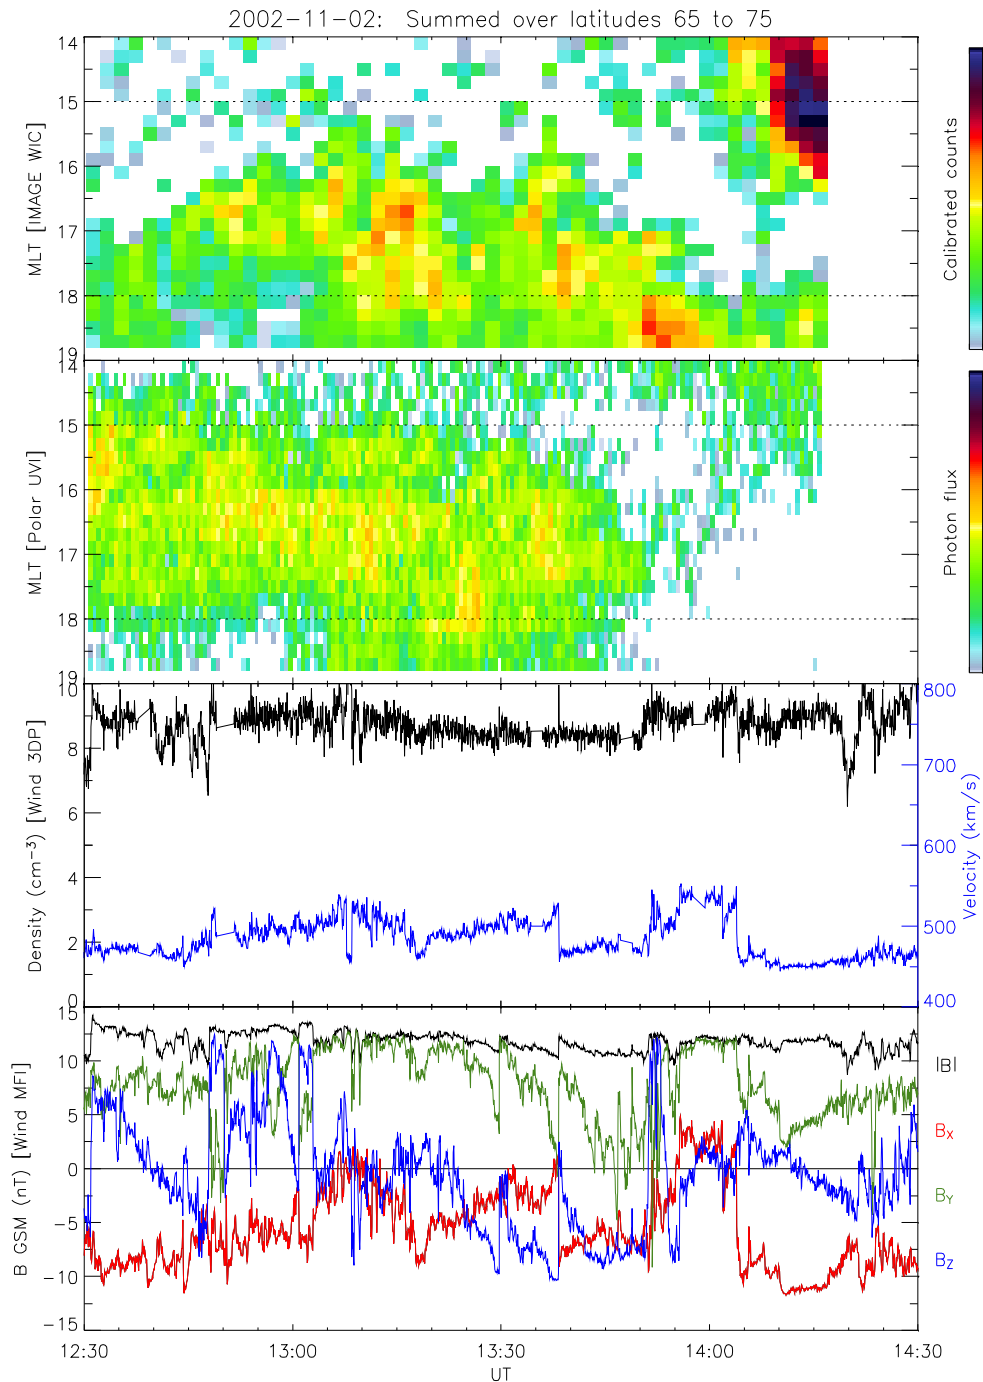 2002-11-02: Summed over latitudes 65 to 75
14
15
16
17
18
19
MLT [IMAGE WIC]
Calibrated counts
14
15
16
17
18
19
MLT [Polar UVI]
Photon flux
10
8
6
4
2
0
Density (cm-3) [Wind 3DP]
800
700
600
500
400
Velocity (km/s)
15
10
5
0
-5
-10
-15
B GSM (nT) [Wind MFI]
|B|
BX
BY
BZ
12:30
13:00
13:30
14:00
14:30
UT